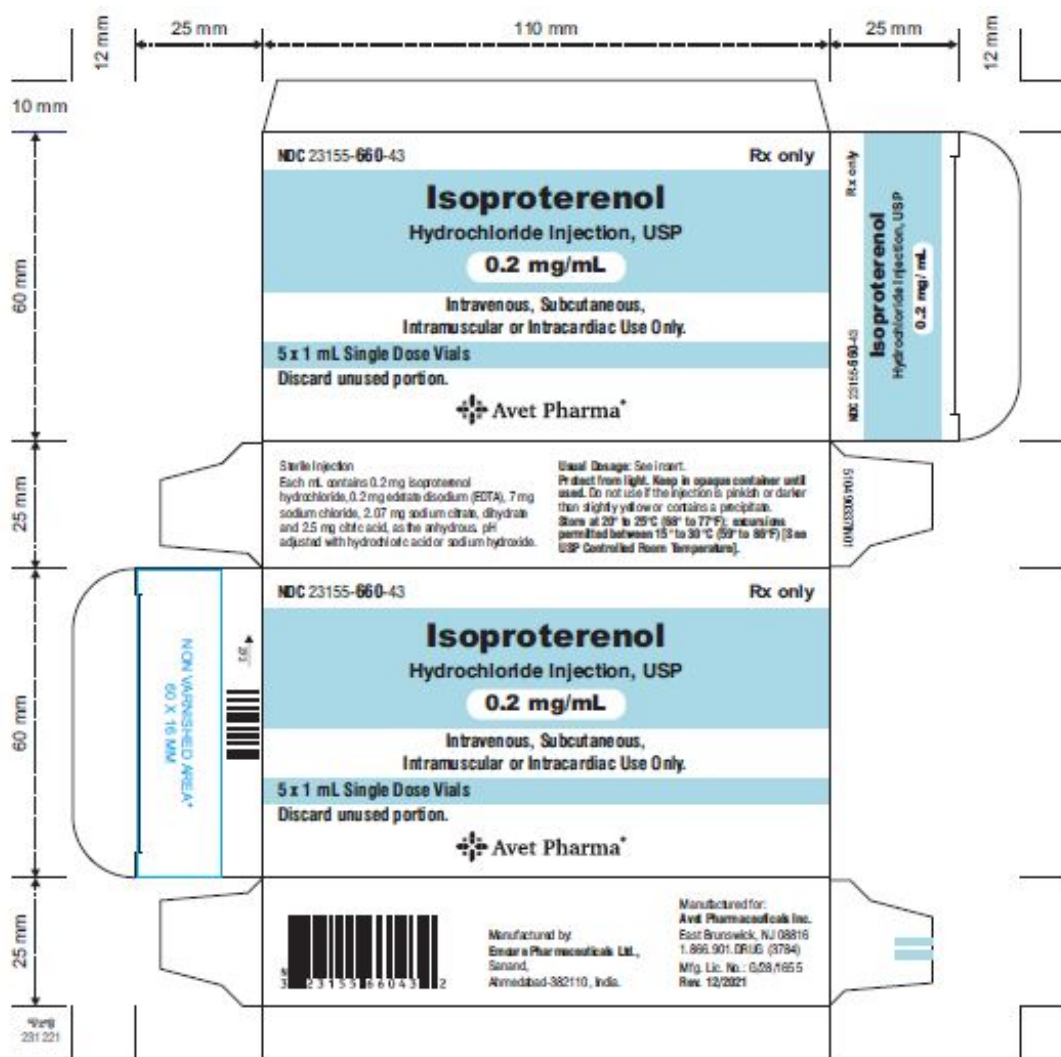 25 mm
110 mm
25 mm
12 mm
12 mm
10 mm
60 mm
25 mm
60 mm
25 mm
NDC 23155-660-43
Rx only
Isoproterenol
Hydrochloride Injection, USP
0.2 mg/mL
Intravenous, Subcutaneous,
Intramuscular or Intracardiac Use Only.
5 x 1 mL Single Dose Vials
Discard unused portion.
Avet Pharma
NDC 23155-660-43
Rx only
Isoproterenol
Hydrochloride Injection, USP
0.2 mg/ mL
Sterile Injection
Each mL contains 0.2 mg isoproterenol
hydrochloride, 0.2 mg edetate disodium (EDTA), 7 mg
sodium chloride, 2.07 mg sodium citrate, dihydrate
and 2.5 mg citric acid, as the anhydrous. pH
adjusted with hydrochloric acid or sodium hydroxide.
Usual Dosage: See insert.
Protect from light. Keep in opaque container until
used. Do not use if the injection is pinkish or darker
than slightly yellow or contains a precipitate.
Store at 20° to 25°C (68° to 77°F); excursions
permitted between 15° to 30°C (59° to 86°F) [See
USP Controlled Room Temperature].
NON VARNISHED AREA
60 X 16 MM
NDC 23155-660-43
Rx only
Isoproterenol
Hydrochloride Injection, USP
0.2 mg/mL
Intravenous, Subcutaneous,
Intramuscular or Intracardiac Use Only.
5 x 1 mL Single Dose Vials
Discard unused portion.
Avet Pharma
N
3 23155 66043 2
Manufactured by:
Emcure Pharmaceuticals Ltd.,
Sanand,
Ahmedabad-382110, India.
Manufactured for:
Avet Pharmaceuticals Inc.
East Brunswick, NJ 08816
1.866.901.DRUG (3784)
Mfg. Lic. No.: G/28/1655
Rev. 12/2021
231221